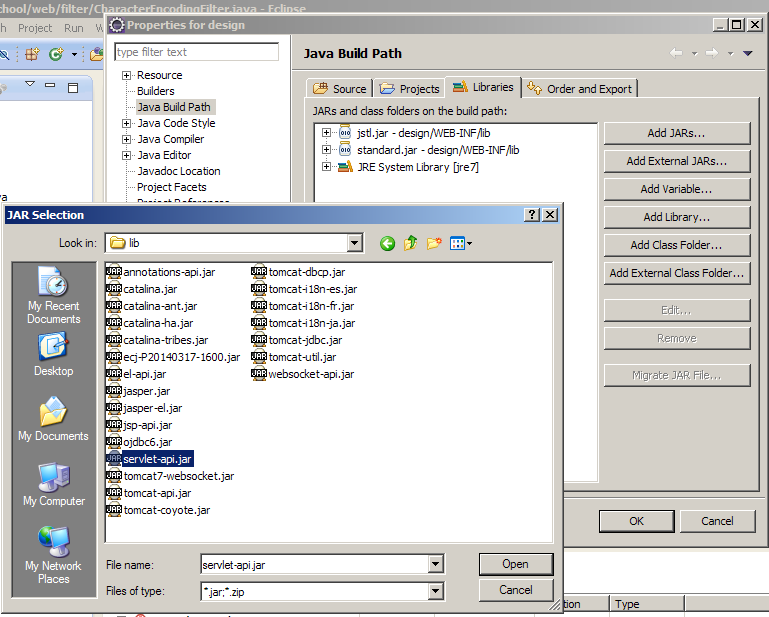 chool/web/filter/CharacterEncodingFilter.java - Eclipse
h Project Run W
Properties for design
type filter text
Resource
Builders
Java Build Path
Java Code Style
Java Compiler
Java Editor
Javadoc Location
Project Facets
Project References
va
Java Build Path
Source
Projects
Libraries
Order and Export
JARs and class folders on the build path:
jstl.jar - design/WEB-INF/lib
standard.jar - design/WEB-INF/lib
JRE System Library [jre7]
Add JARs...
Add External JARs...
Add Variable...
Add Library...
Add Class Folder...
Add External Class Folder...
Edit...
Remove
Migrate JAR File...
OK
Cancel
JAR Selection
Look in:
lib
My Recent
Documents
Desktop
My Documents
My Computer
My Network
Places
annotations-api.jar
catalina.jar
catalina-ant.jar
catalina-ha.jar
catalina-tribes.jar
ecj-P20140317-1600.jar
el-api.jar
jasper.jar
jasper-el.jar
jsp-api.jar
ojdbc6.jar
servlet-api.jar
tomcat7-websocket.jar
tomcat-api.jar
tomcat-coyote.jar
tomcat-dbcp.jar
tomcat-i18n-es.jar
tomcat-i18n-fr.jar
tomcat-i18n-ja.jar
tomcat-jdbc.jar
tomcat-util.jar
websocket-api.jar
File name:
servlet-api.jar
Open
Files of type:
*.jar;*.zip
Cancel
tion
Type